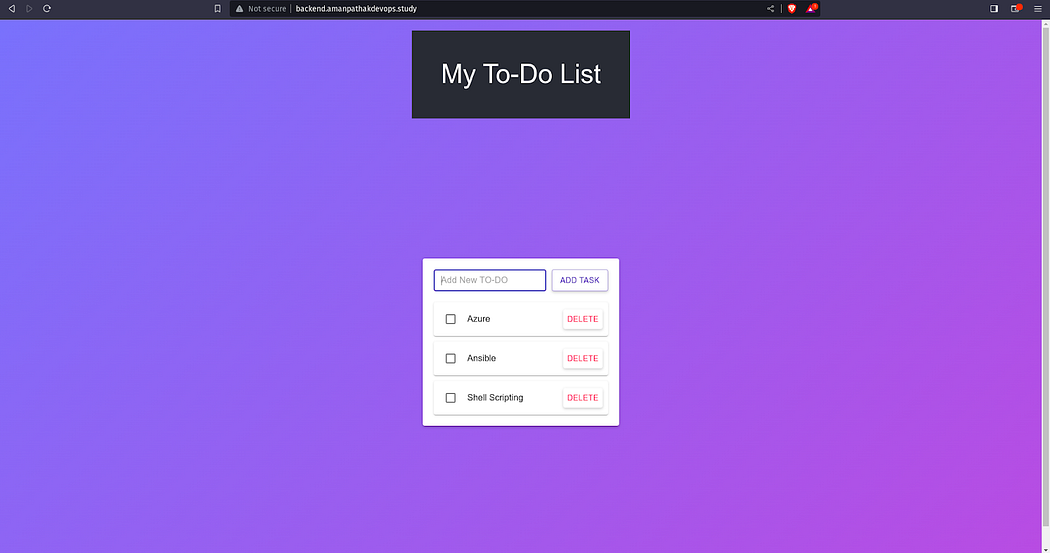 Not secure | backend.amanpathakdevops.study
My To-Do List
Add New TO-DO ADD TASK
Azure DELETE
Ansible DELETE
Shell Scripting DELETE